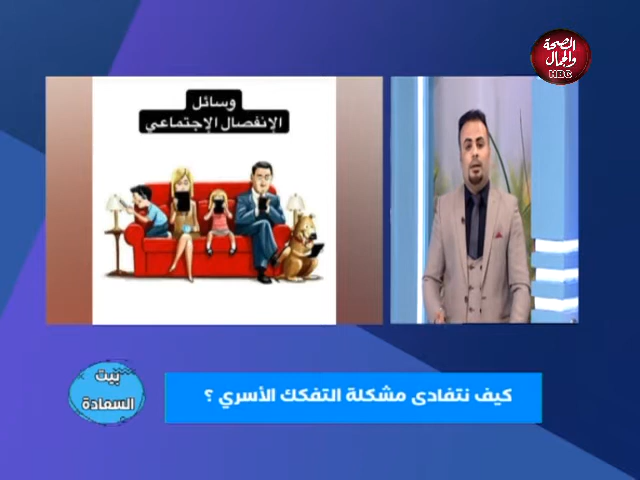 الصحة
والجمال
HBC
وسائل
الإنفصال الإجتماعي
كيف نتفادى مشكلة التفكك الأسري ؟
بيت
السعادة